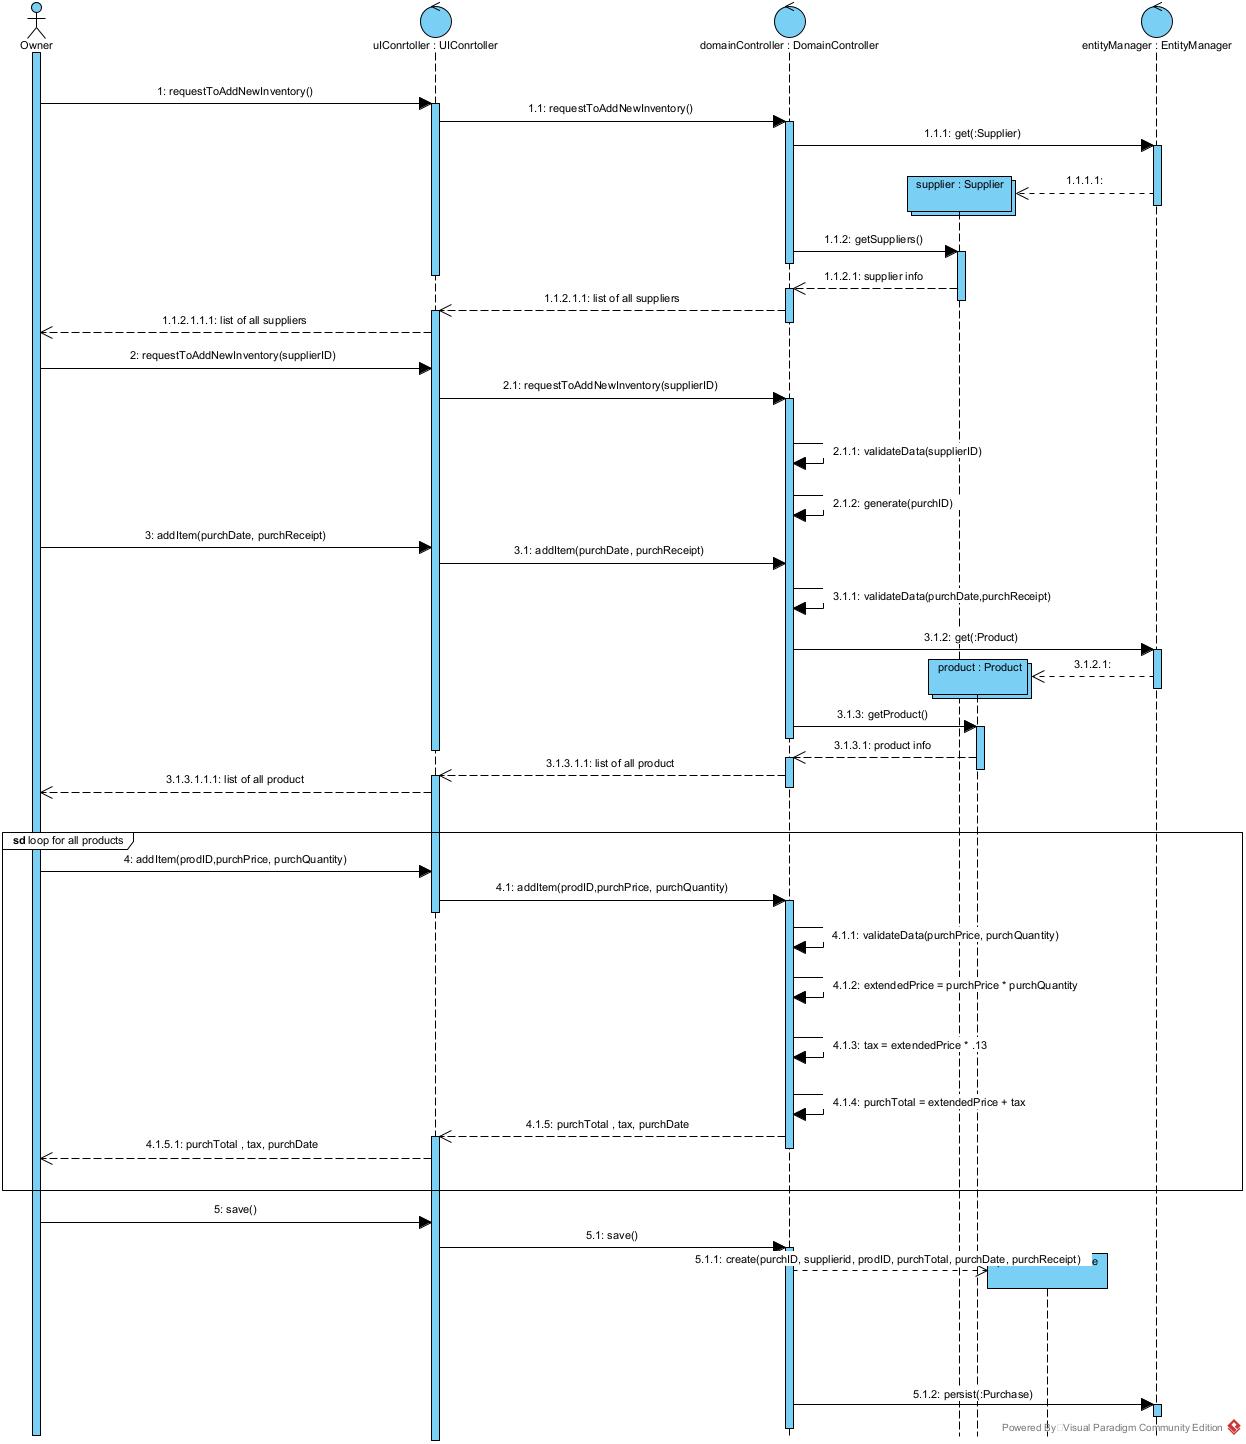 Owner
uIConrtoller : UIConrtoller
domainController : DomainController
entityManager : EntityManager
1: requestToAddNewInventory()
1.1: requestToAddNewInventory()
1.1.1: get(:Supplier)
1.1.1.1:
supplier : Supplier
1.1.2: getSuppliers()
1.1.2.1: supplier info
1.1.2.1.1: list of all suppliers
1.1.2.1.1.1: list of all suppliers
2: requestToAddNewInventory(supplierID)
2.1: requestToAddNewInventory(supplierID)
2.1.1: validateData(supplierID)
2.1.2: generate(purchID)
3: addItem(purchDate, purchReceipt)
3.1: addItem(purchDate, purchReceipt)
3.1.1: validateData(purchDate,purchReceipt)
3.1.2: get(:Product)
3.1.2.1:
product : Product
3.1.3: getProduct()
3.1.3.1: product info
3.1.3.1.1: list of all product
3.1.3.1.1.1: list of all product
sd loop for all products
4: addItem(prodID,purchPrice, purchQuantity)
4.1: addItem(prodID,purchPrice, purchQuantity)
4.1.1: validateData(purchPrice, purchQuantity)
4.1.2: extendedPrice = purchPrice * purchQuantity
4.1.3: tax = extendedPrice * .13
4.1.4: purchTotal = extendedPrice + tax
4.1.5: purchTotal , tax, purchDate
4.1.5.1: purchTotal , tax, purchDate
5: save()
5.1: save()
5.1.1: create(purchID, supplierid, prodID, purchTotal, purchDate, purchReceipt)
5.1.2: persist(:Purchase)
Powered By Visual Paradigm Community Edition